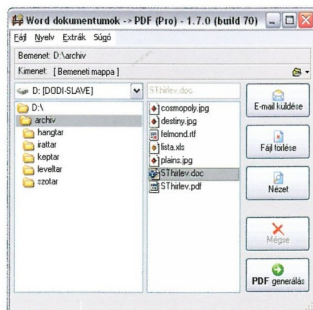 Word dokumentumok -> PDF (Pro) - 1.7.0 (build 70)
Fájl Nyelv Extrák Súgó
Bemenet: D:\archiv
Kimenet: [ Bemeneti mappa ]
D: [DODI-SLAVE]
SThirlev.doc
D:\
archiv
hangtar
irattar
keptar
leveltar
szotar
cosmopoly.jpg
destiny.jpg
felmond.rtf
lista.xls
plains.jpg
SThirlev.doc
SThirlev.pdf
E-mail küldése
Fájl törlése
Nézet
Mégse
PDF generálás